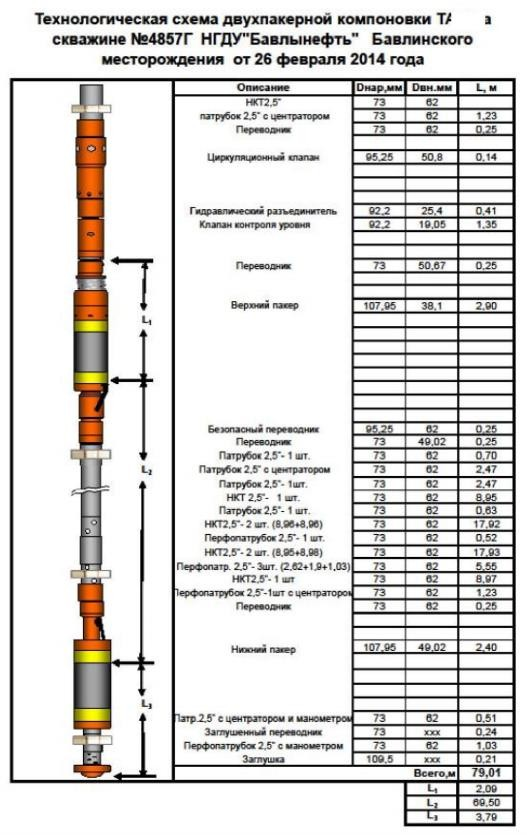 Технологическая схема двухпакерной компоновки ТА а
скважине №4857Г НГДУ"Бавлынефть" Бавлинского
месторождения от 26 февраля 2014 года
Описание Dнар,мм Dвн.мм L, м
НКТ2,5" 73 62
патрубок 2,5" с центратором 73 62 1,23
Переводник 73 62 0,25
Циркуляционный клапан 95,25 50,8 0,14
Гидравлический разъединитель 92,2 25,4 0,41
Клапан контроля уровня 92,2 19,05 1,35
Переводник 73 50,67 0,25
Верхний пакер 107,95 38,1 2,90
L1
Безопасный переводник 95,25 62 0,25
Переводник 73 49,02 0,25
Патрубок 2,5"- 1 шт. 73 62 0,70
L2
Патрубок 2,5" с центратором 73 62 2,47
Патрубок 2,5"- 1шт. 73 62 2,47
НКТ 2,5"- 1 шт. 73 62 8,95
Патрубок 2,5"- 1 шт. 73 62 0,63
НКТ2,5"- 2 шт. (8,96+8,96) 73 62 17,92
Перфопатрубок 2,5"- 1 шт. 73 62 0,52
НКТ2,5"- 2 шт. (8,95+8,98) 73 62 17,93
Перфопатр. 2,5"- 3шт. (2,62+1,9+1,03) 73 62 5,55
НКТ2,5"- 1 шт 73 62 8,97
Перфопатрубок 2,5"-1шт с центратором 73 62 1,23
Переводник 73 62 0,25
Нижний пакер 107,95 49,02 2,40
L3
Патр.2,5" с центратором и манометром 73 62 0,51
Заглушенный переводник 73 xxx 0,24
Перфопатрубок 2,5" с манометром 73 62 1,03
Заглушка 109,5 xxx 0,21
Всего,м 79,01
L1 2,09
L2 69,50
L3 3,79